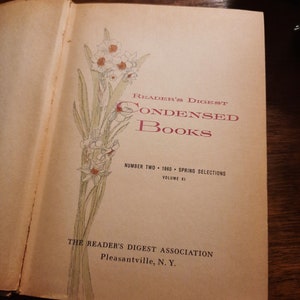 READER'S DIGEST
CONDENSED
BOOKS
NUMBER TWO • 1960 • SPRING SELECTIONS
VOLUME 41
THE READER'S DIGEST ASSOCIATION
Pleasantville, N. Y.